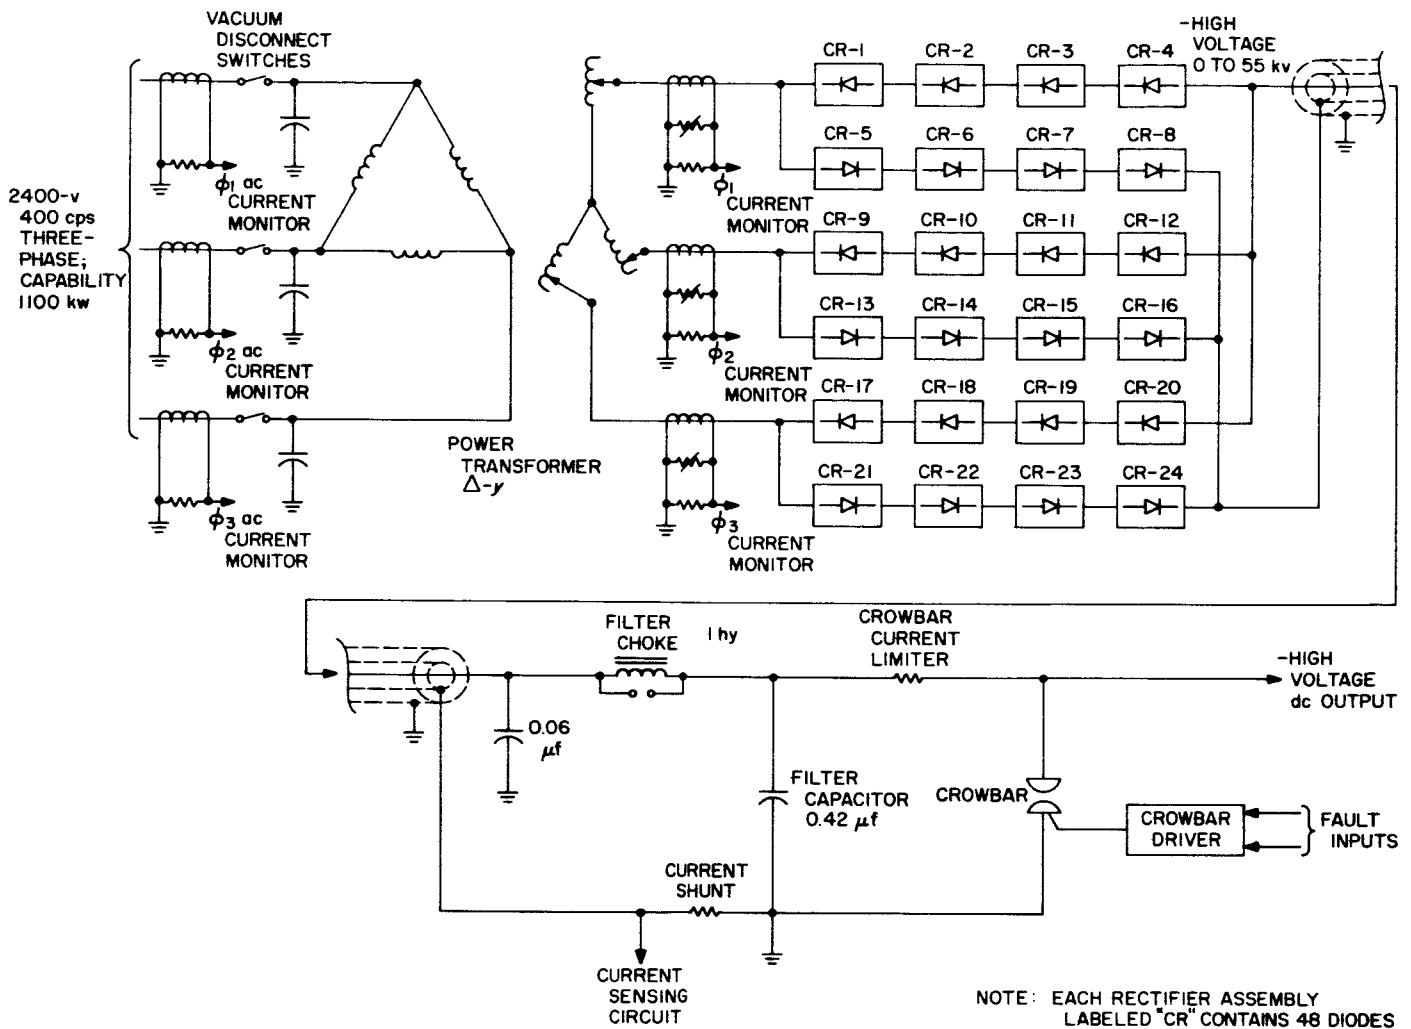 VACUUM
DISCONNECT
SWITCHES
2400-v
400 cps
THREE-
PHASE;
CAPABILITY
1100 kw
ϕ1 ac
CURRENT
MONITOR
ϕ2 ac
CURRENT
MONITOR
ϕ3 ac
CURRENT
MONITOR
POWER
TRANSFORMER
Δ-y
ϕ1
CURRENT
MONITOR
ϕ2
CURRENT
MONITOR
ϕ3
CURRENT
MONITOR
CR-1 CR-2 CR-3 CR-4
CR-5 CR-6 CR-7 CR-8
CR-9 CR-10 CR-11 CR-12
CR-13 CR-14 CR-15 CR-16
CR-17 CR-18 CR-19 CR-20
CR-21 CR-22 CR-23 CR-24
-HIGH
VOLTAGE
0 TO 55 kv
FILTER
CHOKE
1 hy
CROWBAR
CURRENT
LIMITER
-HIGH
VOLTAGE
dc OUTPUT
0.06
μf
FILTER
CAPACITOR
0.42 μf
CROWBAR
CROWBAR
DRIVER
FAULT
INPUTS
CURRENT
SHUNT
CURRENT
SENSING
CIRCUIT
NOTE: EACH RECTIFIER ASSEMBLY
LABELED "CR" CONTAINS 48 DIODES